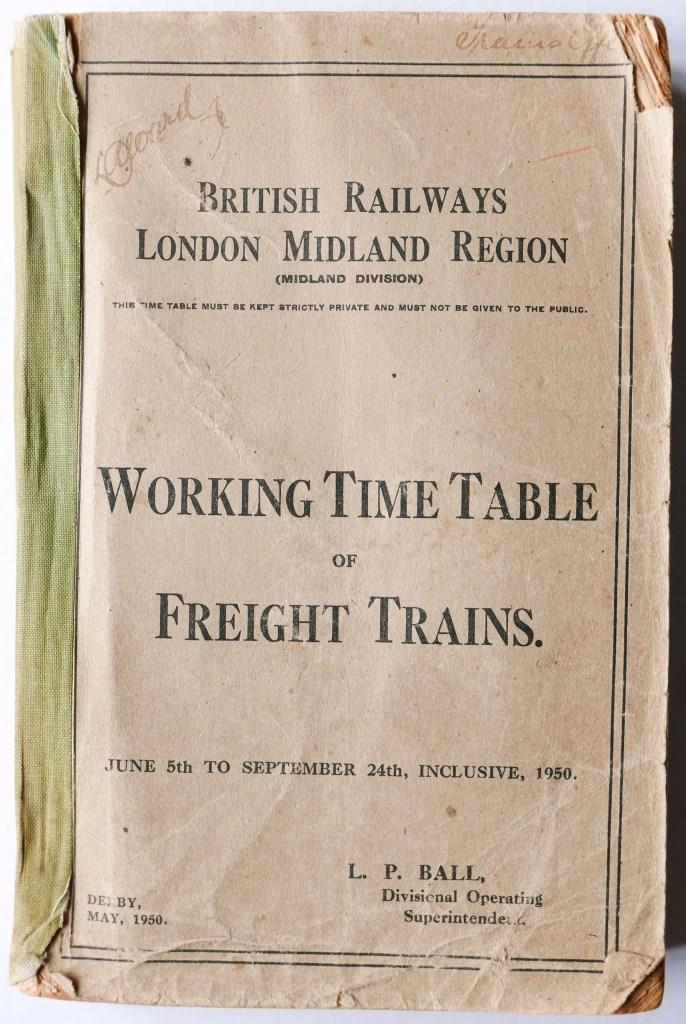 BRITISH RAILWAYS
LONDON MIDLAND REGION
(MIDLAND DIVISION)
THIS TIME TABLE MUST BE KEPT STRICTLY PRIVATE AND MUST NOT BE GIVEN TO THE PUBLIC.
WORKING TIME TABLE
OF
FREIGHT TRAINS.
JUNE 5th TO SEPTEMBER 24th, INCLUSIVE, 1950.
L. P. BALL,
Divisional Operating
Superintendent.
DERBY,
MAY, 1950.